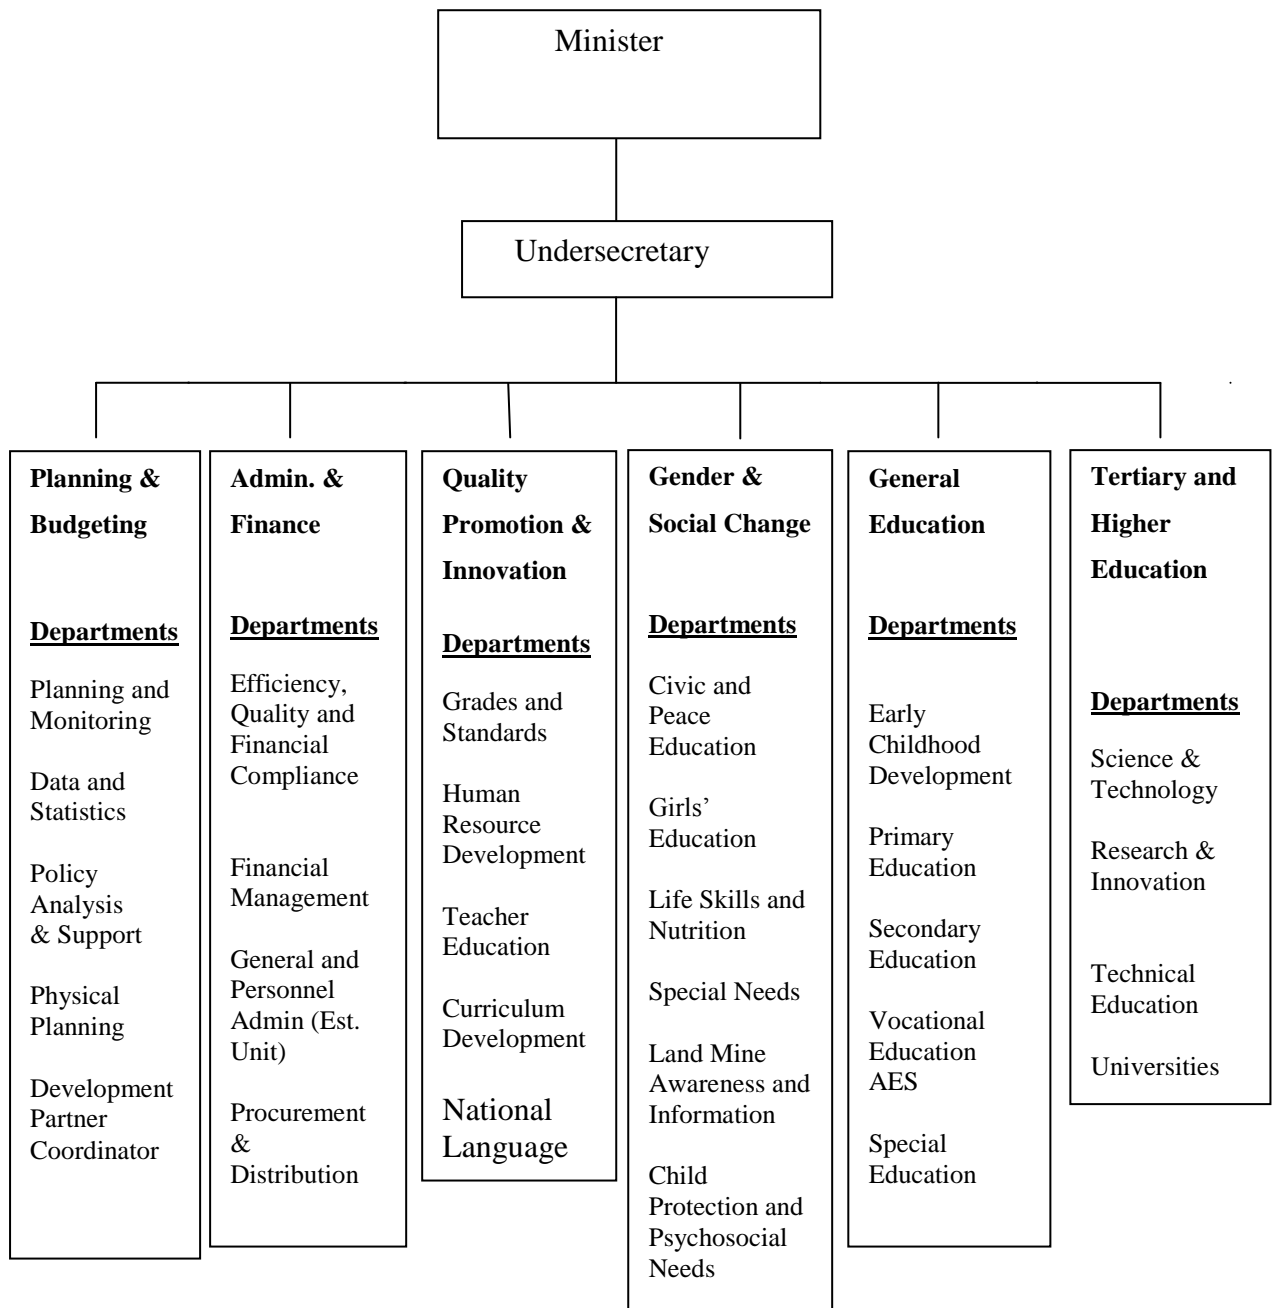 Minister
Undersecretary
Planning &
Budgeting
Departments
Planning and
Monitoring
Data and
Statistics
Policy
Analysis
& Support
Physical
Planning
Development
Partner
Coordinator
Admin. &
Finance
Departments
Efficiency,
Quality and
Financial
Compliance
Financial
Management
General and
Personnel
Admin (Est.
Unit)
Procurement
&
Distribution
Quality
Promotion &
Innovation
Departments
Grades and
Standards
Human
Resource
Development
Teacher
Education
Curriculum
Development
National
Language
Gender &
Social Change
Departments
Civic and
Peace
Education
Girls’
Education
Life Skills and
Nutrition
Special Needs
Land Mine
Awareness and
Information
Child
Protection and
Psychosocial
Needs
General
Education
Departments
Early
Childhood
Development
Primary
Education
Secondary
Education
Vocational
Education
AES
Special
Education
Tertiary and
Higher
Education
Departments
Science &
Technology
Research &
Innovation
Technical
Education
Universities